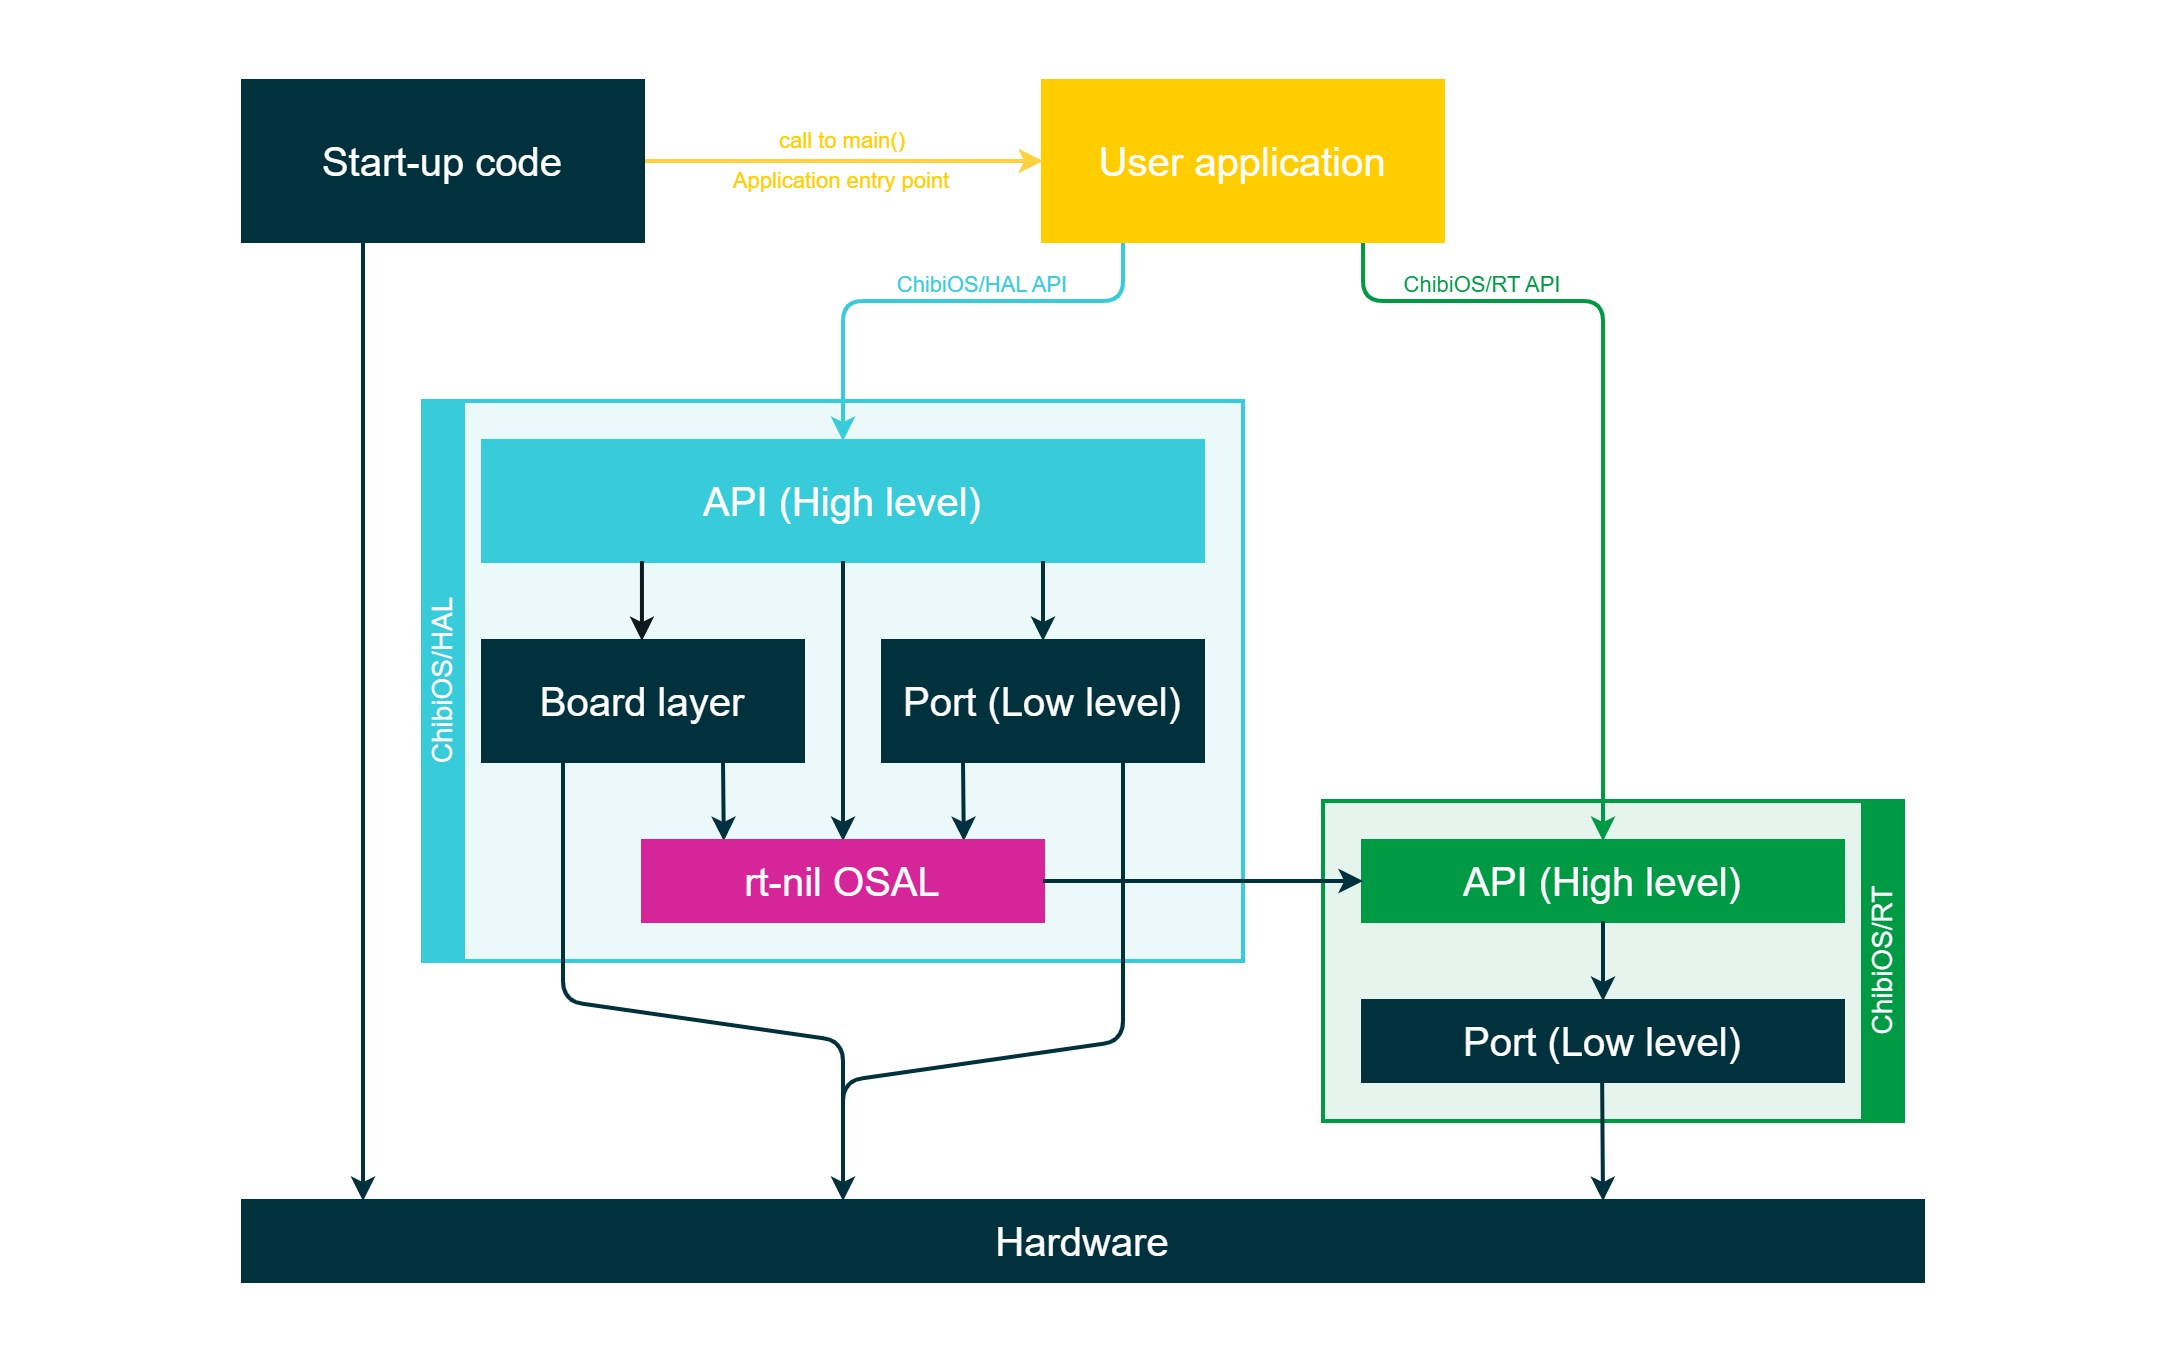 Start-up code
call to main()
Application entry point
User application
ChibiOS/HAL API
ChibiOS/RT API
ChibiOS/HAL
API (High level)
Board layer
Port (Low level)
rt-nil OSAL
API (High level)
Port (Low level)
ChibiOS/RT
Hardware